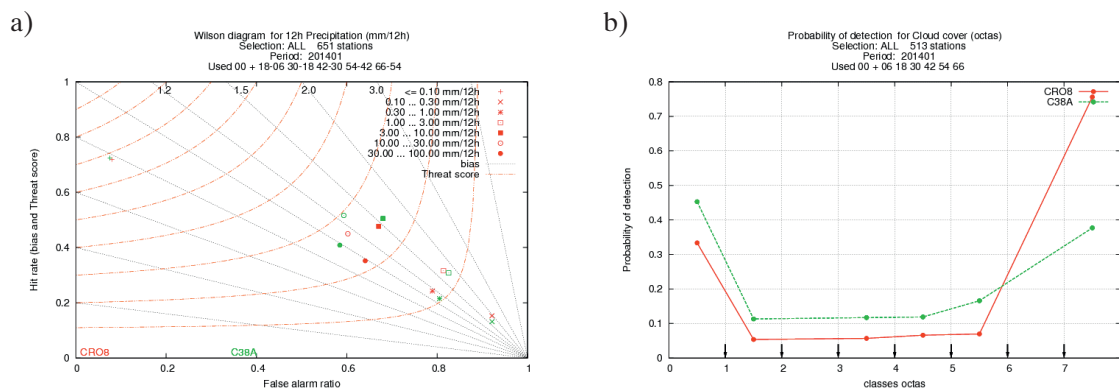 a)
Wilson diagram for 12h Precipitation (mm/12h)
Selection: ALL 651 stations
Period: 201401
Used 00 + 18-06 30-18 42-30 54-42 66-54
1.2
1.5
2.0
3.0
<= 0.10 mm/12h
0.10 ... 0.30 mm/12h
0.30 ... 1.00 mm/12h
1.00 ... 3.00 mm/12h
3.00 ... 10.00 mm/12h
10.00 ... 30.00 mm/12h
30.00 ... 100.00 mm/12h
bias
Threat score
Hit rate (bias and Threat score)
1
0.8
0.6
0.4
0.2
0
CRO8
C38A
0
0.2
0.4
0.6
0.8
1
False alarm ratio
b)
Probability of detection for Cloud cover (octas)
Selection: ALL 513 stations
Period: 201401
Used 00 + 06 18 30 42 54 66
CRO8
C38A
Probability of detection
0.8
0.7
0.6
0.5
0.4
0.3
0.2
0.1
0
0
1
2
3
4
5
6
7
classes octas